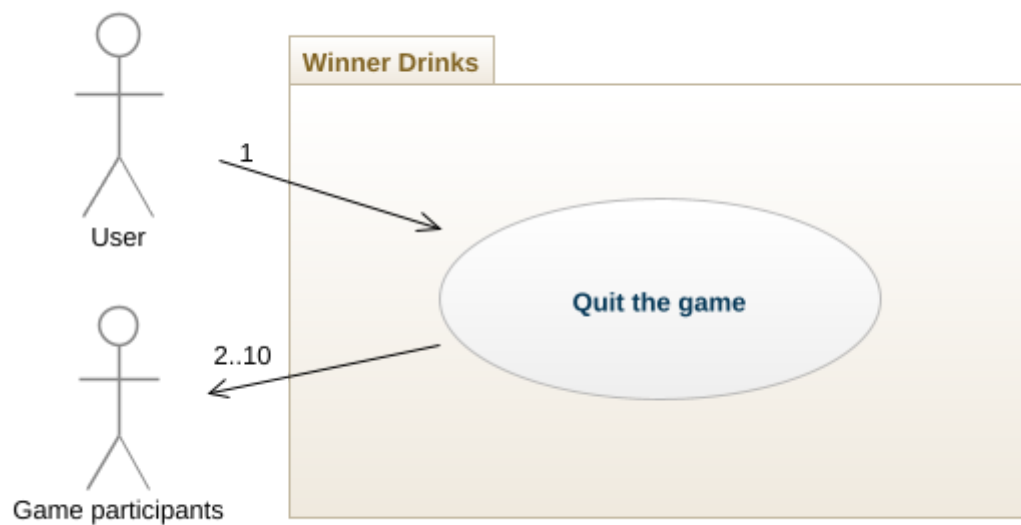 Winner Drinks
1
User
Quit the game
2..10
Game participants